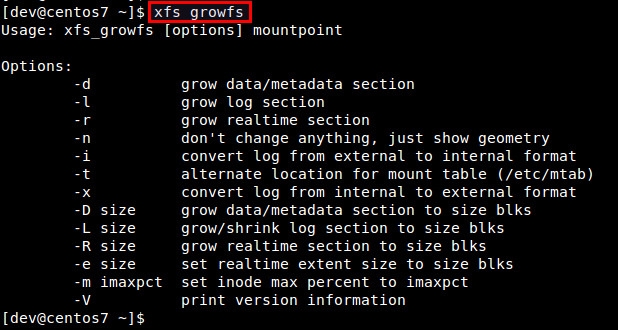 [dev@centos7 ~]$ xfs_growfs
Usage: xfs_growfs [options] mountpoint
Options:
-d grow data/metadata section
-l grow log section
-r grow realtime section
-n don't change anything, just show geometry
-i convert log from external to internal format
-t alternate location for mount table (/etc/mtab)
-x convert log from internal to external format
-D size grow data/metadata section to size blks
-L size grow/shrink log section to size blks
-R size grow realtime section to size blks
-e size set realtime extent size to size blks
-m imaxpct set inode max percent to imaxpct
-V print version information
[dev@centos7 ~]$